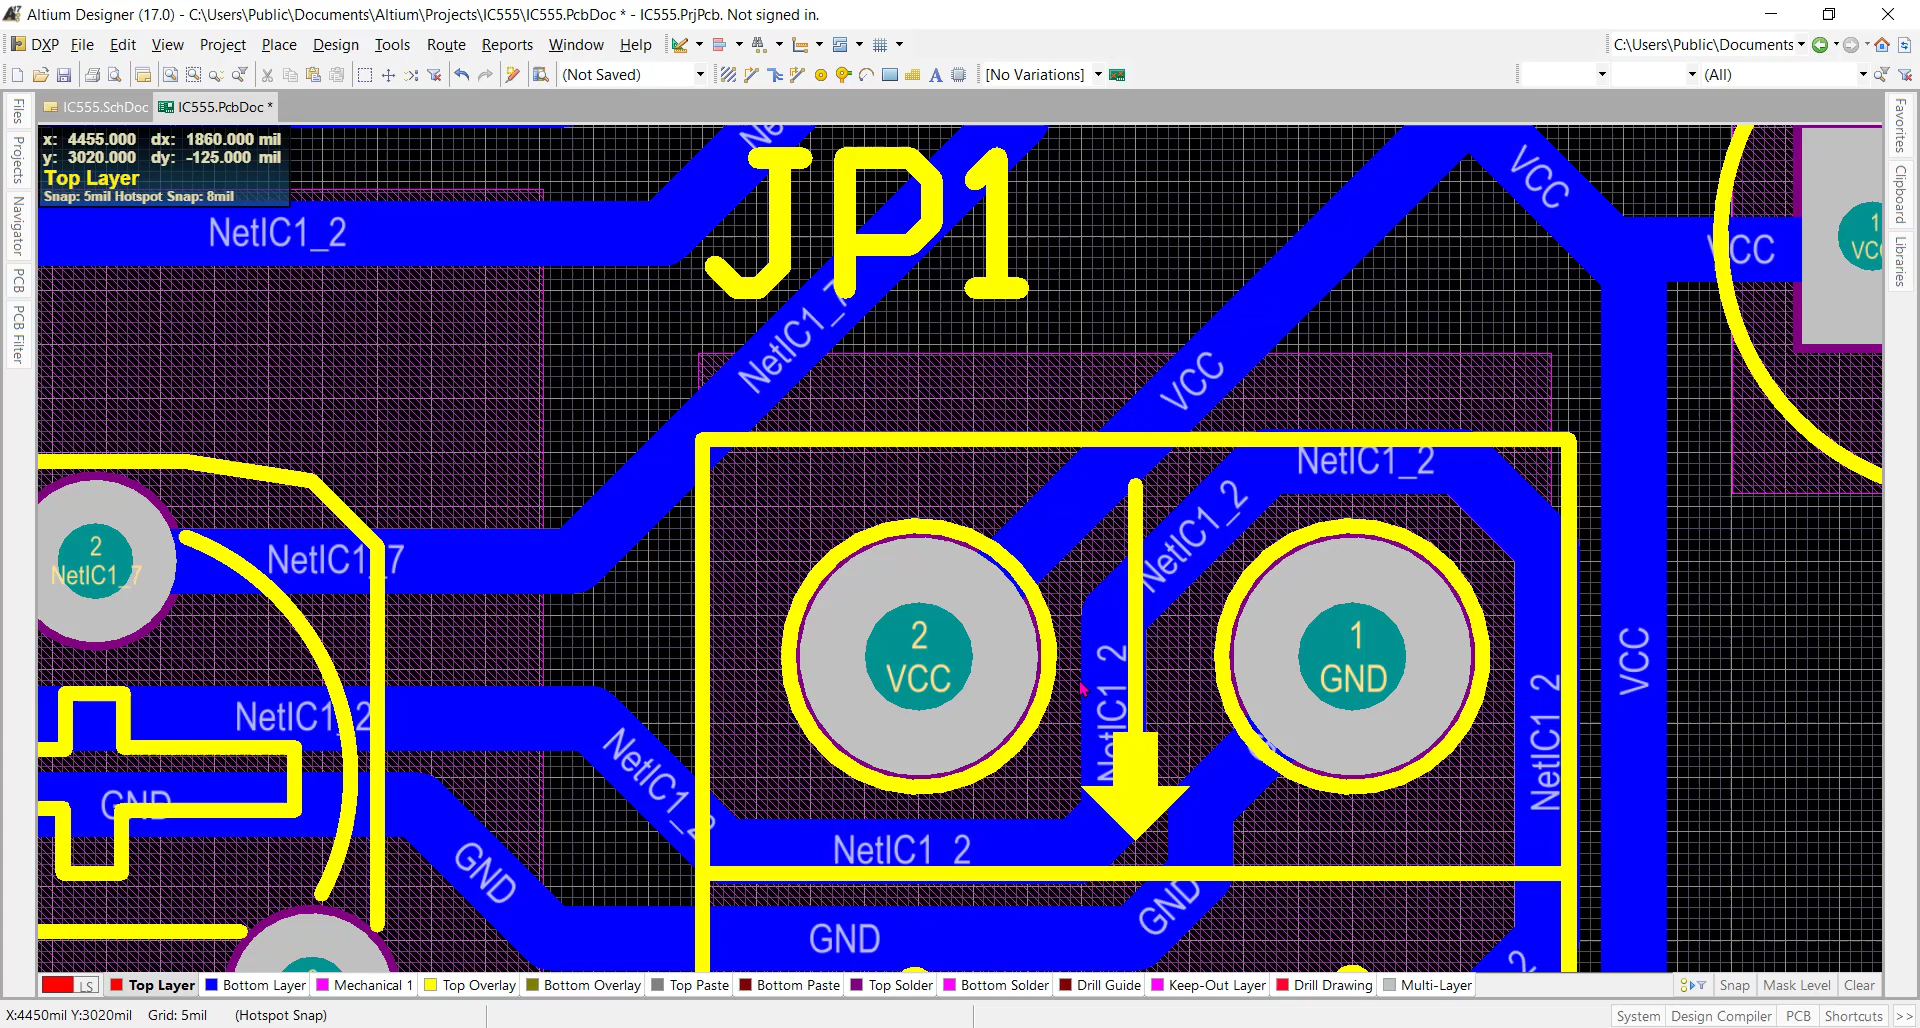 Altium Designer (17.0) - C:\Users\Public\Documents\Altium\Projects\IC555\IC555.PcbDoc * - IC555.PrjPcb. Not signed in.
DXP File Edit View Project Place Design Tools Route Reports Window Help
C:\Users\Public\Documents
(Not Saved) A [No Variations] (All)
IC555.SchDoc IC555.PcbDoc *
Files
Projects
Navigator
PCB
PCB Filter
Favorites
Clipboard
Libraries
x: 4455.000 dx: 1860.000 mil
y: 3020.000 dy: -125.000 mil
Top Layer
Snap: 5mil Hotspot Snap: 8mil
JP1
NetIC1_2
NetIC1_7
VCC
VCC
VCC
1
VCC
NetIC1_2
NetIC1_2
2
NetIC1_7
NetIC1_7
2
VCC
1
GND
NetIC1_2
NetIC1_2
VCC
NetIC1_2
NetIC1_2
GND
NetIC1_2
GND
GND
GND
LS Top Layer Bottom Layer Mechanical 1 Top Overlay Bottom Overlay Top Paste Bottom Paste Top Solder Bottom Solder Drill Guide Keep-Out Layer Drill Drawing Multi-Layer Snap Mask Level Clear
X:4450mil Y:3020mil Grid: 5mil (Hotspot Snap) System Design Compiler PCB Shortcuts >>